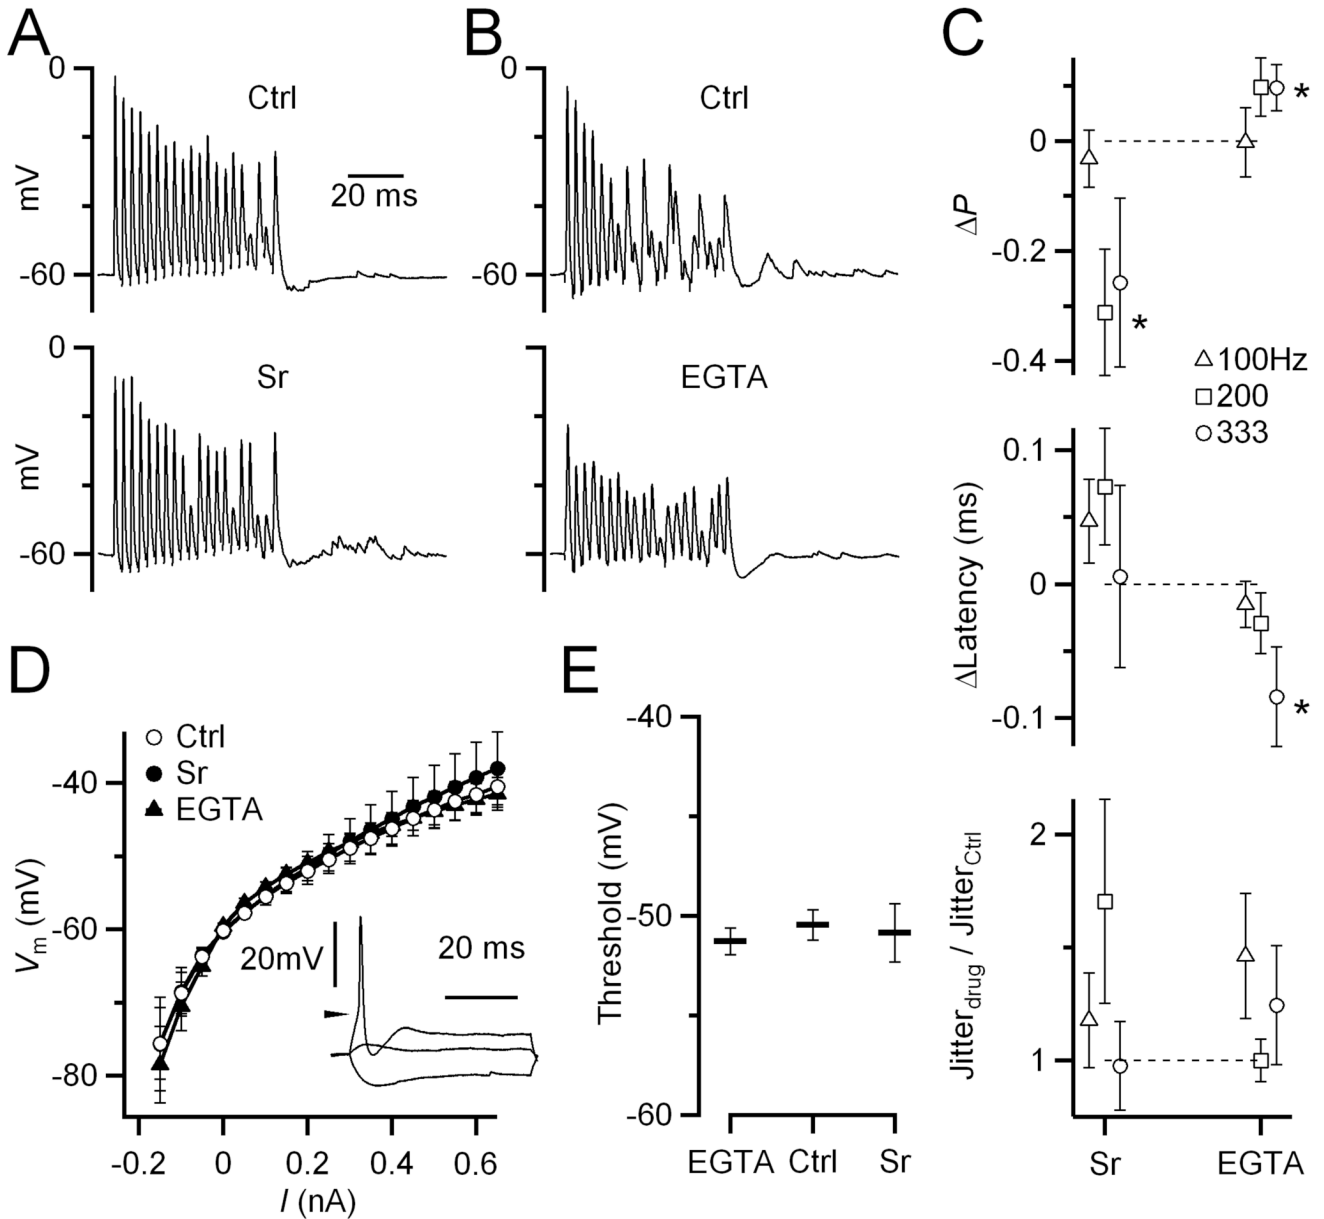 A
0
Ctrl
mV
20 ms
-60
0
Sr
mV
-60
B
0
Ctrl
-60
EGTA
C
0
ΔP
-0.2
-0.4
*
*
100Hz
200
333
0.1
ΔLatency (ms)
0
-0.1
*
2
Jitterdrug / JitterCtrl
1
Sr
EGTA
D
Ctrl
Sr
EGTA
-40
Vm (mV)
-60
-80
20mV
20 ms
-0.2
0
0.2
0.4
0.6
I (nA)
E
-40
Threshold (mV)
-50
-60
EGTA
Ctrl
Sr